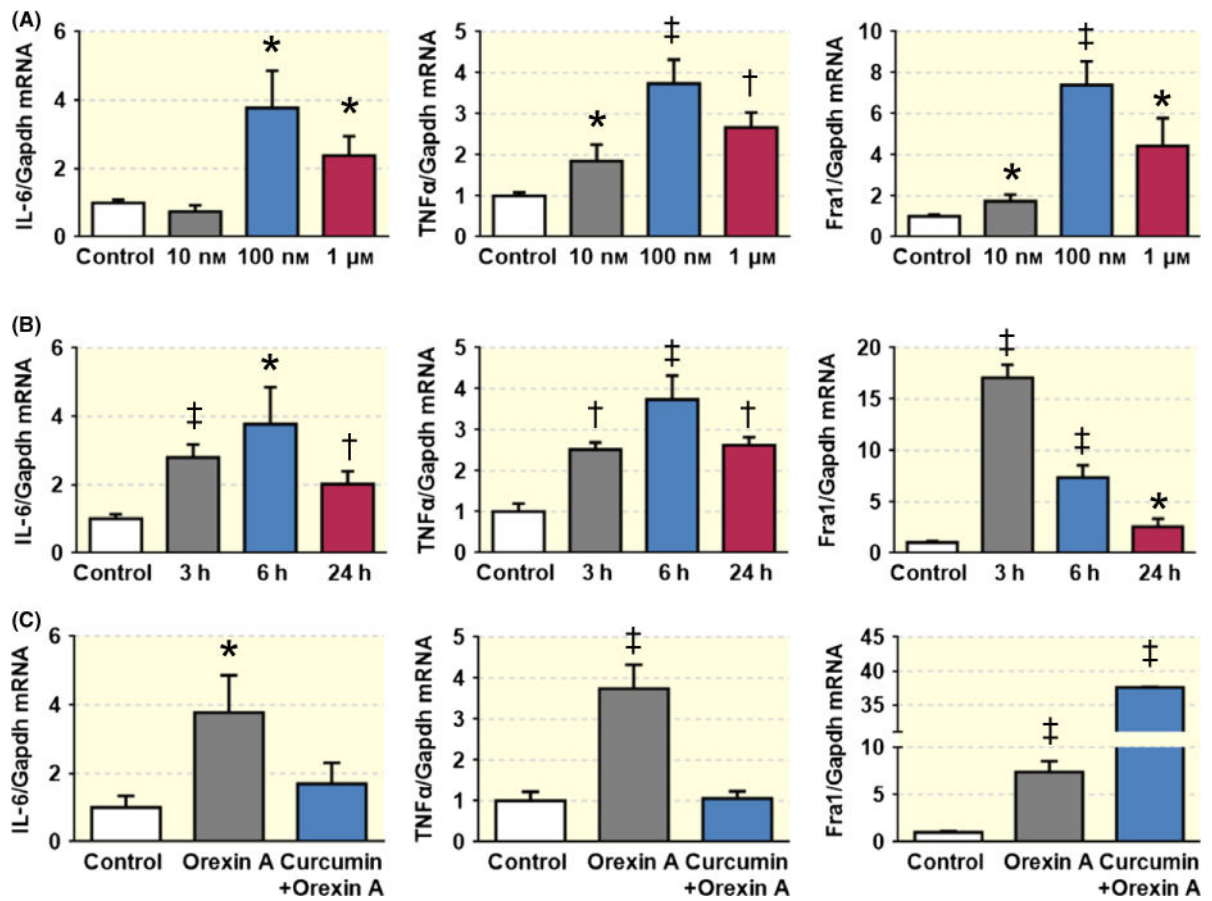 (A)
IL-6/Gapdh mRNA
6
4
2
0
*
*
Control 10 nM 100 nM 1 µM
TNFα/Gapdh mRNA
5
4
3
2
1
0
*
‡
†
Control 10 nM 100 nM 1 µM
Fra1/Gapdh mRNA
10
8
6
4
2
0
*
‡
*
Control 10 nM 100 nM 1 µM
(B)
IL-6/Gapdh mRNA
6
4
2
0
‡
*
†
Control 3 h 6 h 24 h
TNFα/Gapdh mRNA
5
4
3
2
1
0
†
‡
†
Control 3 h 6 h 24 h
Fra1/Gapdh mRNA
20
15
10
5
0
‡
‡
*
Control 3 h 6 h 24 h
(C)
IL-6/Gapdh mRNA
6
4
2
0
*
Control Orexin A Curcumin
+Orexin A
TNFα/Gapdh mRNA
5
4
3
2
1
0
‡
Control Orexin A Curcumin
+Orexin A
Fra1/Gapdh mRNA
45
40
35
10
5
0
‡
‡
Control Orexin A Curcumin
+Orexin A